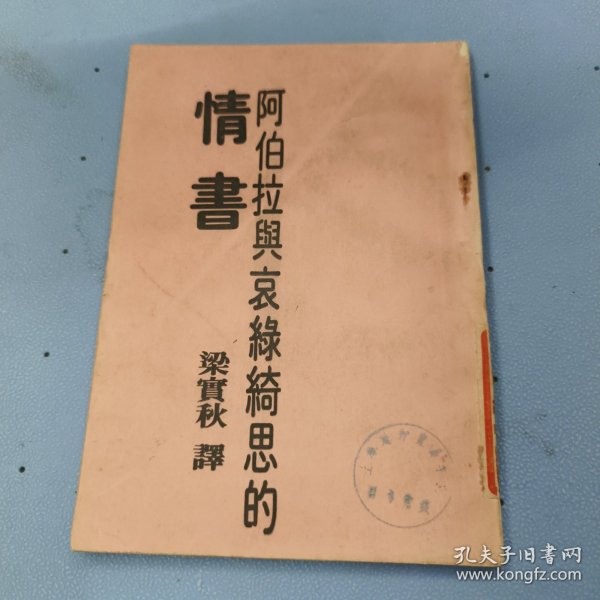 阿伯拉與哀綠綺思的
情書
梁實秋 譯
孔夫子旧书网
www.kongfz.com